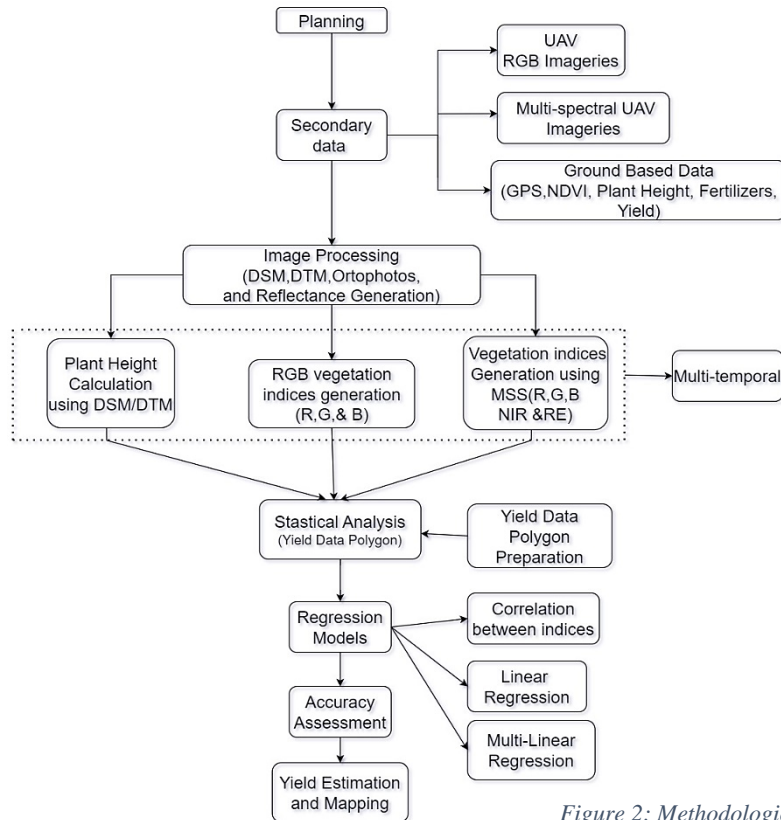 Planning
UAV
RGB Imageries
Secondary
data
Multi-spectral UAV
Imageries
Ground Based Data
(GPS,NDVI, Plant Height, Fertilizers,
Yield)
Image Processing
(DSM,DTM,Ortophotos,
and Reflectance Generation)
Plant Height
Calculation
using DSM/DTM
RGB vegetation
indices generation
(R,G,& B)
Vegetation indices
Generation using
MSS(R,G,B
NIR &RE)
Multi-temporal
Stastical Analysis
(Yield Data Polygon)
Yield Data
Polygon
Preparation
Regression
Models
Correlation
between indices
Linear
Regression
Multi-Linear
Regression
Accuracy
Assessment
Yield Estimation
and Mapping
Figure 2: Methodologi